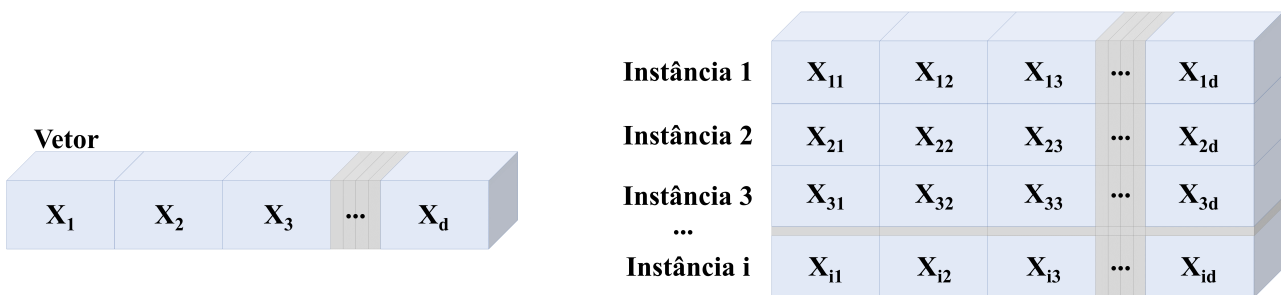 Vetor
X₁ X₂ X₃ ... X_d
Instância 1 X₁₁ X₁₂ X₁₃ ... X₁d
Instância 2 X₂₁ X₂₂ X₂₃ ... X₂d
Instância 3 X₃₁ X₃₂ X₃₃ ... X₃d
...
Instância i Xᵢ₁ Xᵢ₂ Xᵢ₃ ... Xᵢd